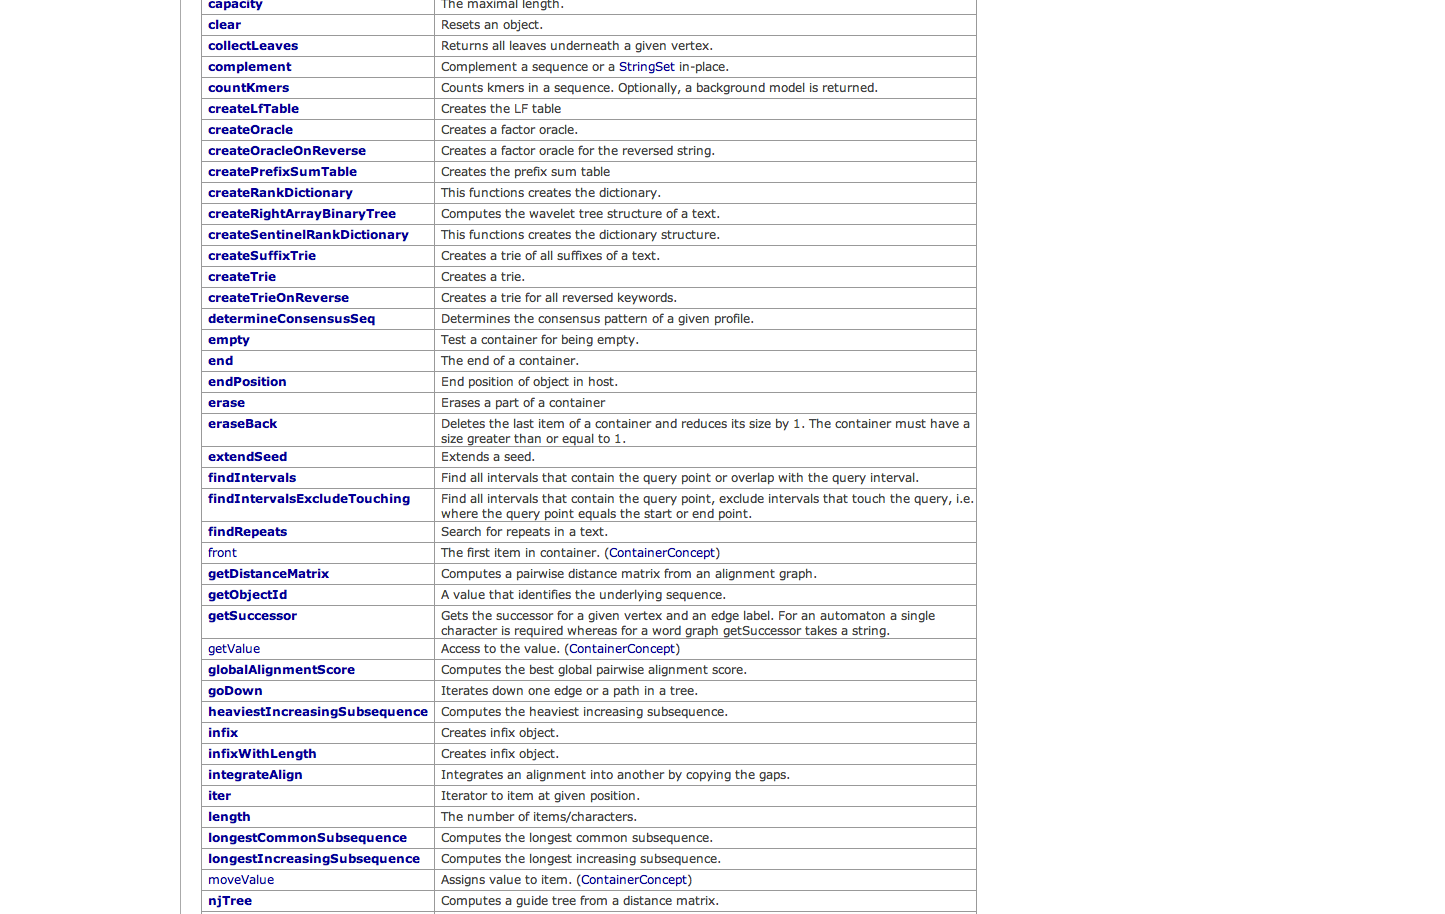 capacity The maximal length.
clear Resets an object.
collectLeaves Returns all leaves underneath a given vertex.
complement Complement a sequence or a StringSet in-place.
countKmers Counts kmers in a sequence. Optionally, a background model is returned.
createLfTable Creates the LF table
createOracle Creates a factor oracle.
createOracleOnReverse Creates a factor oracle for the reversed string.
createPrefixSumTable Creates the prefix sum table
createRankDictionary This functions creates the dictionary.
createRightArrayBinaryTree Computes the wavelet tree structure of a text.
createSentinelRankDictionary This functions creates the dictionary structure.
createSuffixTrie Creates a trie of all suffixes of a text.
createTrie Creates a trie.
createTrieOnReverse Creates a trie for all reversed keywords.
determineConsensusSeq Determines the consensus pattern of a given profile.
empty Test a container for being empty.
end The end of a container.
endPosition End position of object in host.
erase Erases a part of a container
eraseBack Deletes the last item of a container and reduces its size by 1. The container must have a
size greater than or equal to 1.
extendSeed Extends a seed.
findIntervals Find all intervals that contain the query point or overlap with the query interval.
findIntervalsExcludeTouching Find all intervals that contain the query point, exclude intervals that touch the query, i.e.
where the query point equals the start or end point.
findRepeats Search for repeats in a text.
front The first item in container. (ContainerConcept)
getDistanceMatrix Computes a pairwise distance matrix from an alignment graph.
getObjectId A value that identifies the underlying sequence.
getSuccessor Gets the successor for a given vertex and an edge label. For an automaton a single
character is required whereas for a word graph getSuccessor takes a string.
getValue Access to the value. (ContainerConcept)
globalAlignmentScore Computes the best global pairwise alignment score.
goDown Iterates down one edge or a path in a tree.
heaviestIncreasingSubsequence Computes the heaviest increasing subsequence.
infix Creates infix object.
infixWithLength Creates infix object.
integrateAlign Integrates an alignment into another by copying the gaps.
iter Iterator to item at given position.
length The number of items/characters.
longestCommonSubsequence Computes the longest common subsequence.
longestIncreasingSubsequence Computes the longest increasing subsequence.
moveValue Assigns value to item. (ContainerConcept)
njTree Computes a guide tree from a distance matrix.